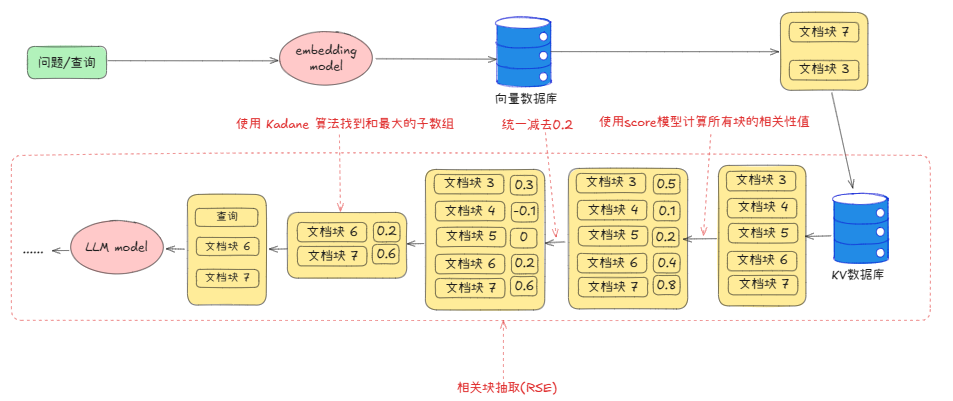 问题/查询
embedding
model
向量数据库
文档块 7
文档块 3
使用 Kadane 算法找到和最大的子数组
统一减去0.2
使用score模型计算所有块的相关性值
KV数据库
文档块 3
文档块 4
文档块 5
文档块 6
文档块 7
文档块 3 0.5
文档块 4 0.1
文档块 5 0.2
文档块 6 0.4
文档块 7 0.8
文档块 3 0.3
文档块 4 -0.1
文档块 5 0
文档块 6 0.2
文档块 7 0.6
文档块 6 0.2
文档块 7 0.6
查询
文档块 6
文档块 7
LLM model
......
相关块抽取(RSE)